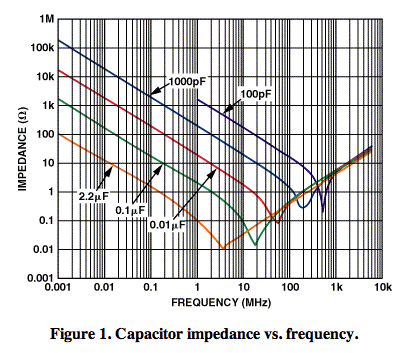 1M
100k
10k
1k
100
10
1
0.1
0.01
0.001
IMPEDANCE (Ω)
1000pF
100pF
2.2µF
0.1µF
0.01µF
0.001 0.01 0.1 1 10 100 1k 10k
FREQUENCY (MHz)
Figure 1. Capacitor impedance vs. frequency.